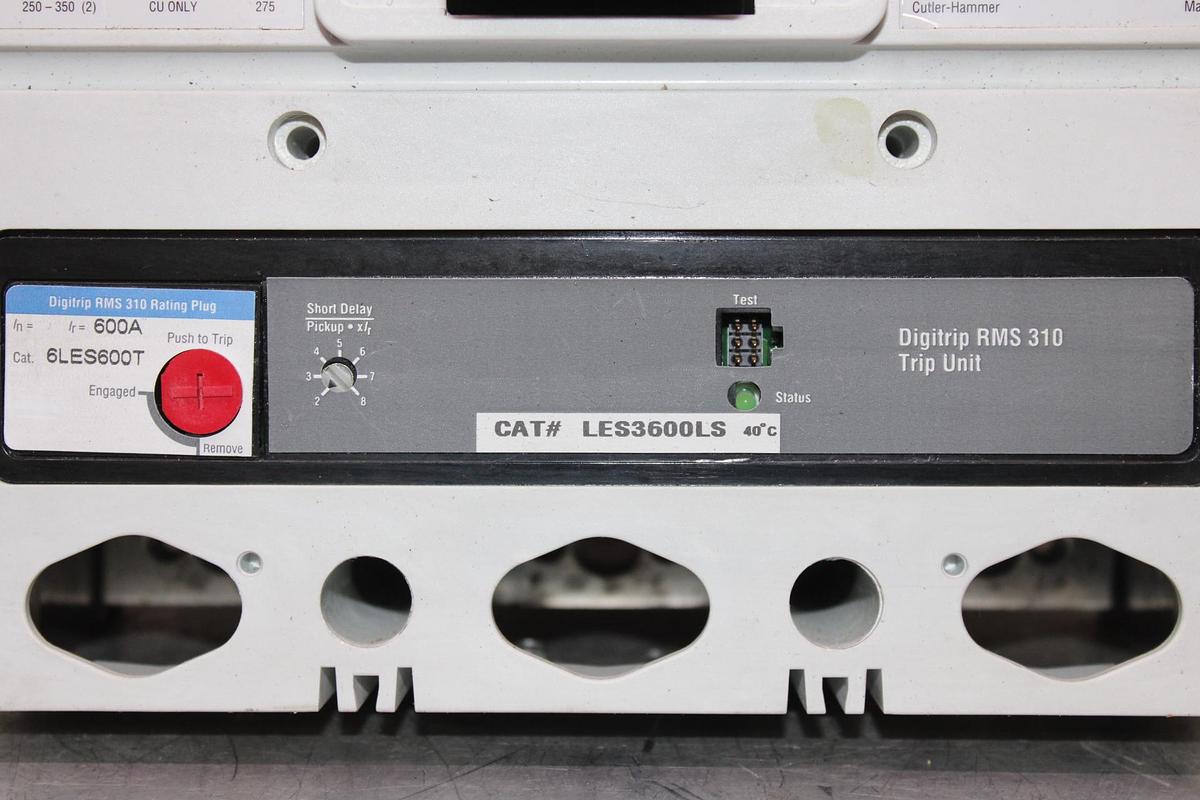 250 – 350 (2) CU ONLY 275
Cutler-Hammer
Digitrip RMS 310 Rating Plug
In = Ir = 600A
Push to Trip
Cat. 6LES600T
Engaged
Remove
Short Delay
Pickup • x Ir
2 3 4 5 6 7 8
Test
Status
Digitrip RMS 310
Trip Unit
CAT# LES3600LS 40°C